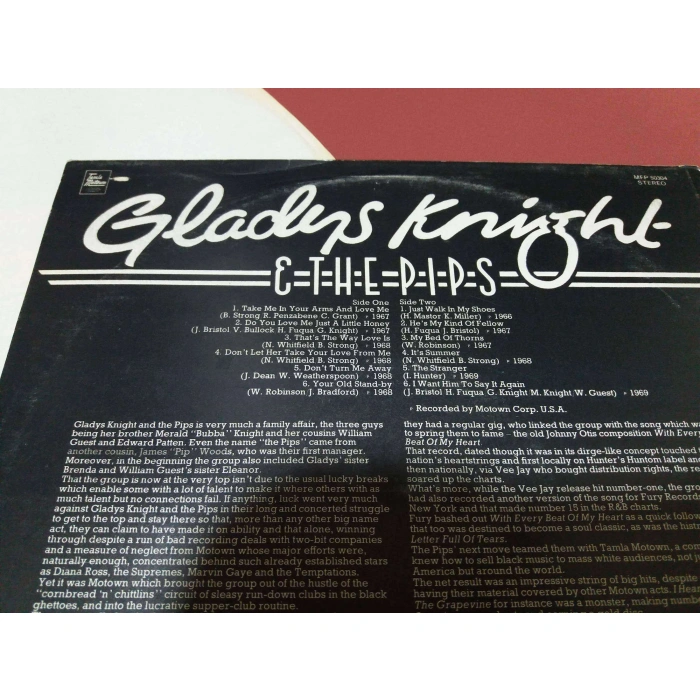 Tamla Motown
MFP 50304
STEREO
Gladys Knight
&=T=H=E=P=I=P=S
Side One
1. Take Me In Your Arms And Love Me
(B. Strong R. Penzabene C. Grant) • 1967
2. Do You Love Me Just A Little Honey
(J. Bristol V. Bullock H. Fuqua G. Knight) • 1967
3. That's The Way Love Is
(N. Whitfield B. Strong) • 1968
4. Don't Let Her Take Your Love From Me
(N. Whitfield B. Strong) • 1968
5. Don't Turn Me Away
(J. Dean W. Weatherspoon) • 1968
6. Your Old Stand-by
(W. Robinson J. Bradford) • 1968
Side Two
1. Just Walk In My Shoes
(H. Mastor K. Miller) • 1966
2. He's My Kind Of Fellow
(H. Fuqua J. Bristol) • 1967
3. My Bed Of Thorns
(W. Robinson) • 1967
4. It's Summer
(N. Whitfield B. Strong) • 1968
5. The Stranger
(I. Hunter) • 1969
6. I Want Him To Say It Again
(J. Bristol H. Fuqua G. Knight M. Knight W. Guest) • 1969
• Recorded by Motown Corp. U.S.A.
Gladys Knight and the Pips is very much a family affair, the three guys
being her brother Merald "Bubba" Knight and her cousins William
Guest and Edward Patten. Even the name "the Pips" came from
another cousin, James "Pip" Woods, who was their first manager.
Moreover, in the beginning the group also included Gladys' sister
Brenda and William Guest's sister Eleanor.
That the group is now at the very top isn't due to the usual lucky breaks
which enable some with a lot of talent to make it where others with as
much talent but no connections fail. If anything, luck went very much
against Gladys Knight and the Pips in their long and concerted struggle
to get to the top and stay there so that, more than any other big name
act, they can claim to have made it on ability and that alone, winning
through despite a run of bad recording deals with two-bit companies
and a measure of neglect from Motown whose major efforts were,
naturally enough, concentrated behind such already established stars
as Diana Ross, the Supremes, Marvin Gaye and the Temptations.
Yet it was Motown which brought the group out of the hustle of the
"cornbread 'n' chittlins" circuit of sleasy run-down clubs in the black
ghettoes, and into the lucrative supper-club routine.
they had a regular gig, who linked the group with the song which w
to spring them to fame – the old Johnny Otis composition With every
Beat Of My Heart
That record, dated though it was in its dirge-like concept touched
nation's heartstrings and first locally on Hunter's Huntom label an
then nationally, via Vee Jay who bought distribution rights, the re
soared up the charts.
What's more, while the Vee Jay release hit number-one, the gro
had also recorded another version of the song for Fury Record
New York and that made number 15 in the R&B charts.
Fury bashed out With Every Beat Of My Heart as a quick follow
that was destined to become a soul classic, as was the
Letter Full Of Tears.
The Pips' next move teamed them with Tamla Motown, a com
knew how to sell black music to mass white audiences, not ju
America but around the world.
The net result was an impressive string of big hits, despite
having their material covered by other Motown acts. I Hear
The Grapevine for instance was a monster, making numb